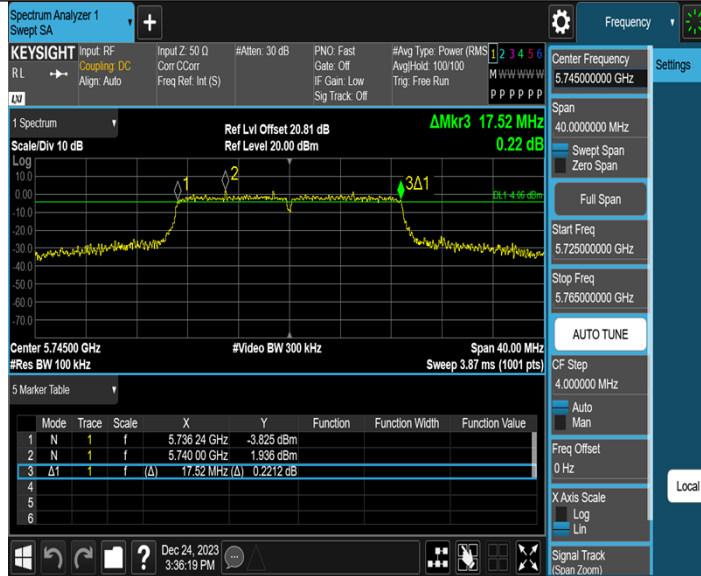 Spectrum Analyzer 1
Swept SA
+
Frequency
KEYSIGHT
RL
LXI
Input: RF
Coupling: DC
Align: Auto
Input Z: 50 Ω
Corr CCorr
Freq Ref: Int (S)
#Atten: 30 dB
PNO: Fast
Gate: Off
IF Gain: Low
Sig Track: Off
#Avg Type: Power (RMS
Avg|Hold: 100/100
Trig: Free Run
1 2 3 4 5 6
M W W W W W
P P P P P P
1 Spectrum
Scale/Div 10 dB
Ref Lvl Offset 20.81 dB
Ref Level 20.00 dBm
ΔMkr3 17.52 MHz
0.22 dB
Log
10.0
0.00
-10.0
-20.0
-30.0
-40.0
-50.0
-60.0
-70.0
1
2
3Δ1
DL1 -4.06 dBm
Center 5.74500 GHz
#Res BW 100 kHz
#Video BW 300 kHz
Span 40.00 MHz
Sweep 3.87 ms (1001 pts)
5 Marker Table
Mode Trace Scale X Y Function Function Width Function Value
1 N 1 f 5.736 24 GHz -3.825 dBm
2 N 1 f 5.740 00 GHz 1.936 dBm
3 Δ1 1 f (Δ) 17.52 MHz (Δ) 0.2212 dB
4
5
6
?
Dec 24, 2023
3:36:19 PM
Center Frequency
5.745000000 GHz
Span
40.0000000 MHz
Swept Span
Zero Span
Full Span
Start Freq
5.725000000 GHz
Stop Freq
5.765000000 GHz
AUTO TUNE
CF Step
4.000000 MHz
Auto
Man
Freq Offset
0 Hz
X Axis Scale
Log
Lin
Signal Track
(Span Zoom)
Settings
Local